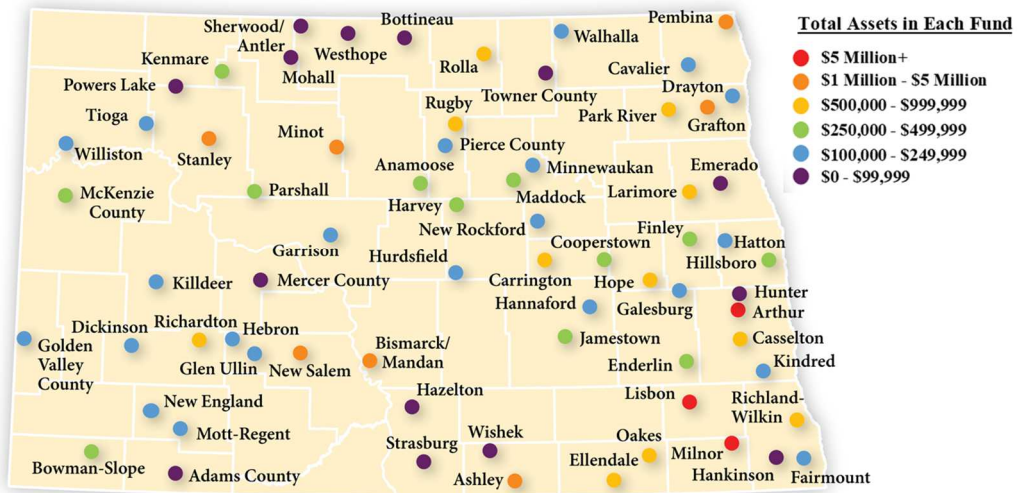 Total Assets in Each Fund
$5 Million+
$1 Million - $5 Million
$500,000 - $999,999
$250,000 - $499,999
$100,000 - $249,999
$0 - $99,999
Sherwood/
Antler
Bottineau
Westhope
Mohall
Kenmare
Powers Lake
Tioga
Williston
Stanley
Minot
McKenzie
County
Parshall
Rolla
Rugby
Pierce County
Anamoose
Harvey
Towner County
Walhalla
Pembina
Cavalier
Drayton
Park River
Grafton
Minnewaukan
Maddock
Emerado
Larimore
New Rockford
Finley
Hatton
Cooperstown
Hillsboro
Garrison
Hurdsfield
Carrington
Hope
Killdeer
Mercer County
Hannaford
Galesburg
Hunter
Arthur
Dickinson
Richardton
Hebron
Golden
Valley
County
Glen Ullin
New Salem
Bismarck/
Mandan
Jamestown
Casselton
Enderlin
Kindred
New England
Hazelton
Lisbon
Richland-
Wilkin
Mott-Regent
Strasburg
Wishek
Oakes
Milnor
Bowman-Slope
Adams County
Ashley
Ellendale
Hankinson
Fairmount